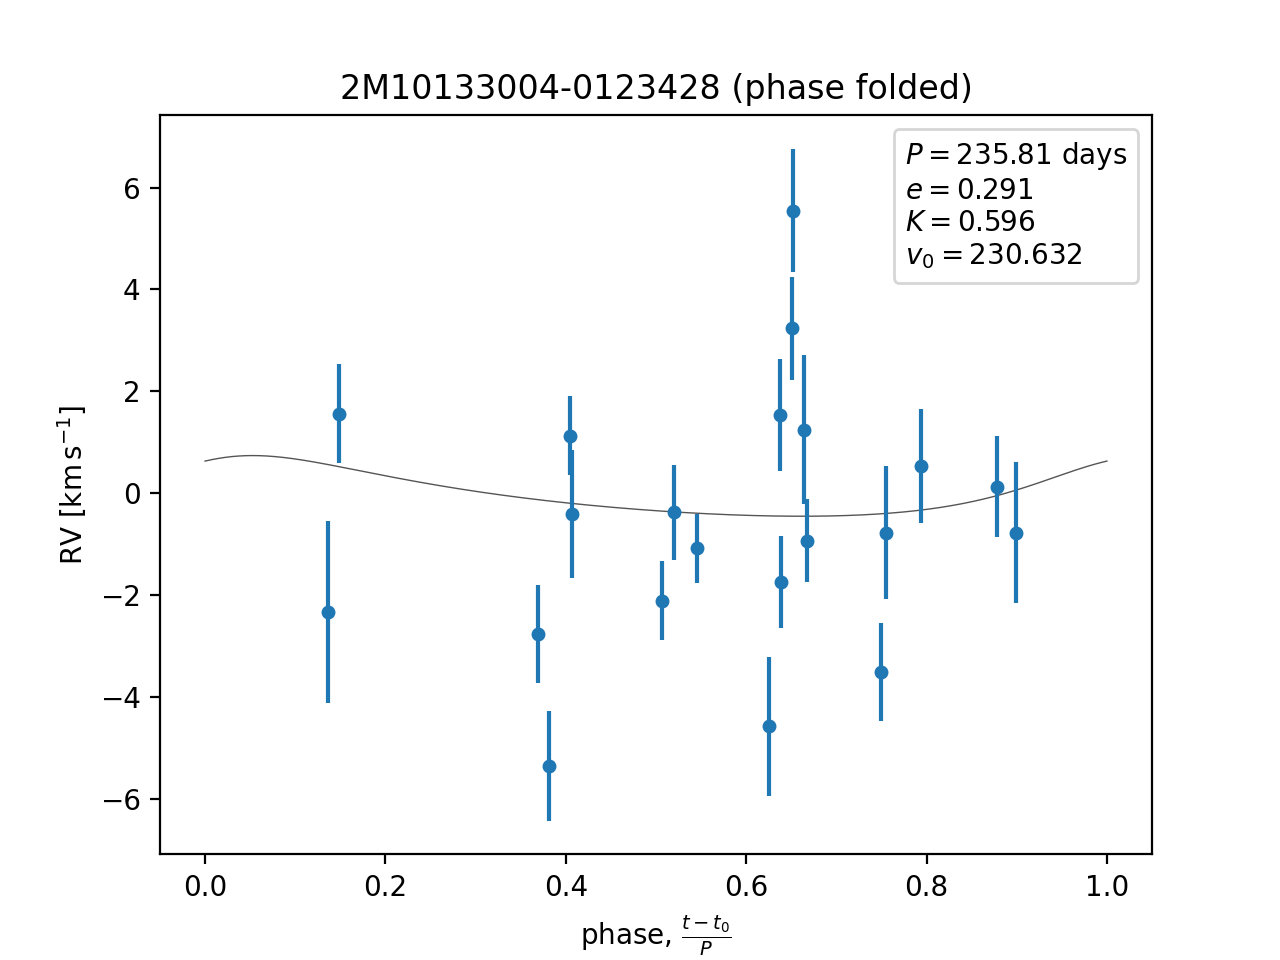 2M10133004-0123428 (phase folded)
P = 235.81 days
e = 0.291
K = 0.596
v₀ = 230.632
RV [km s⁻¹]
6
4
2
0
−2
−4
−6
0.0 0.2 0.4 0.6 0.8 1.0
phase, (t − t₀)/P